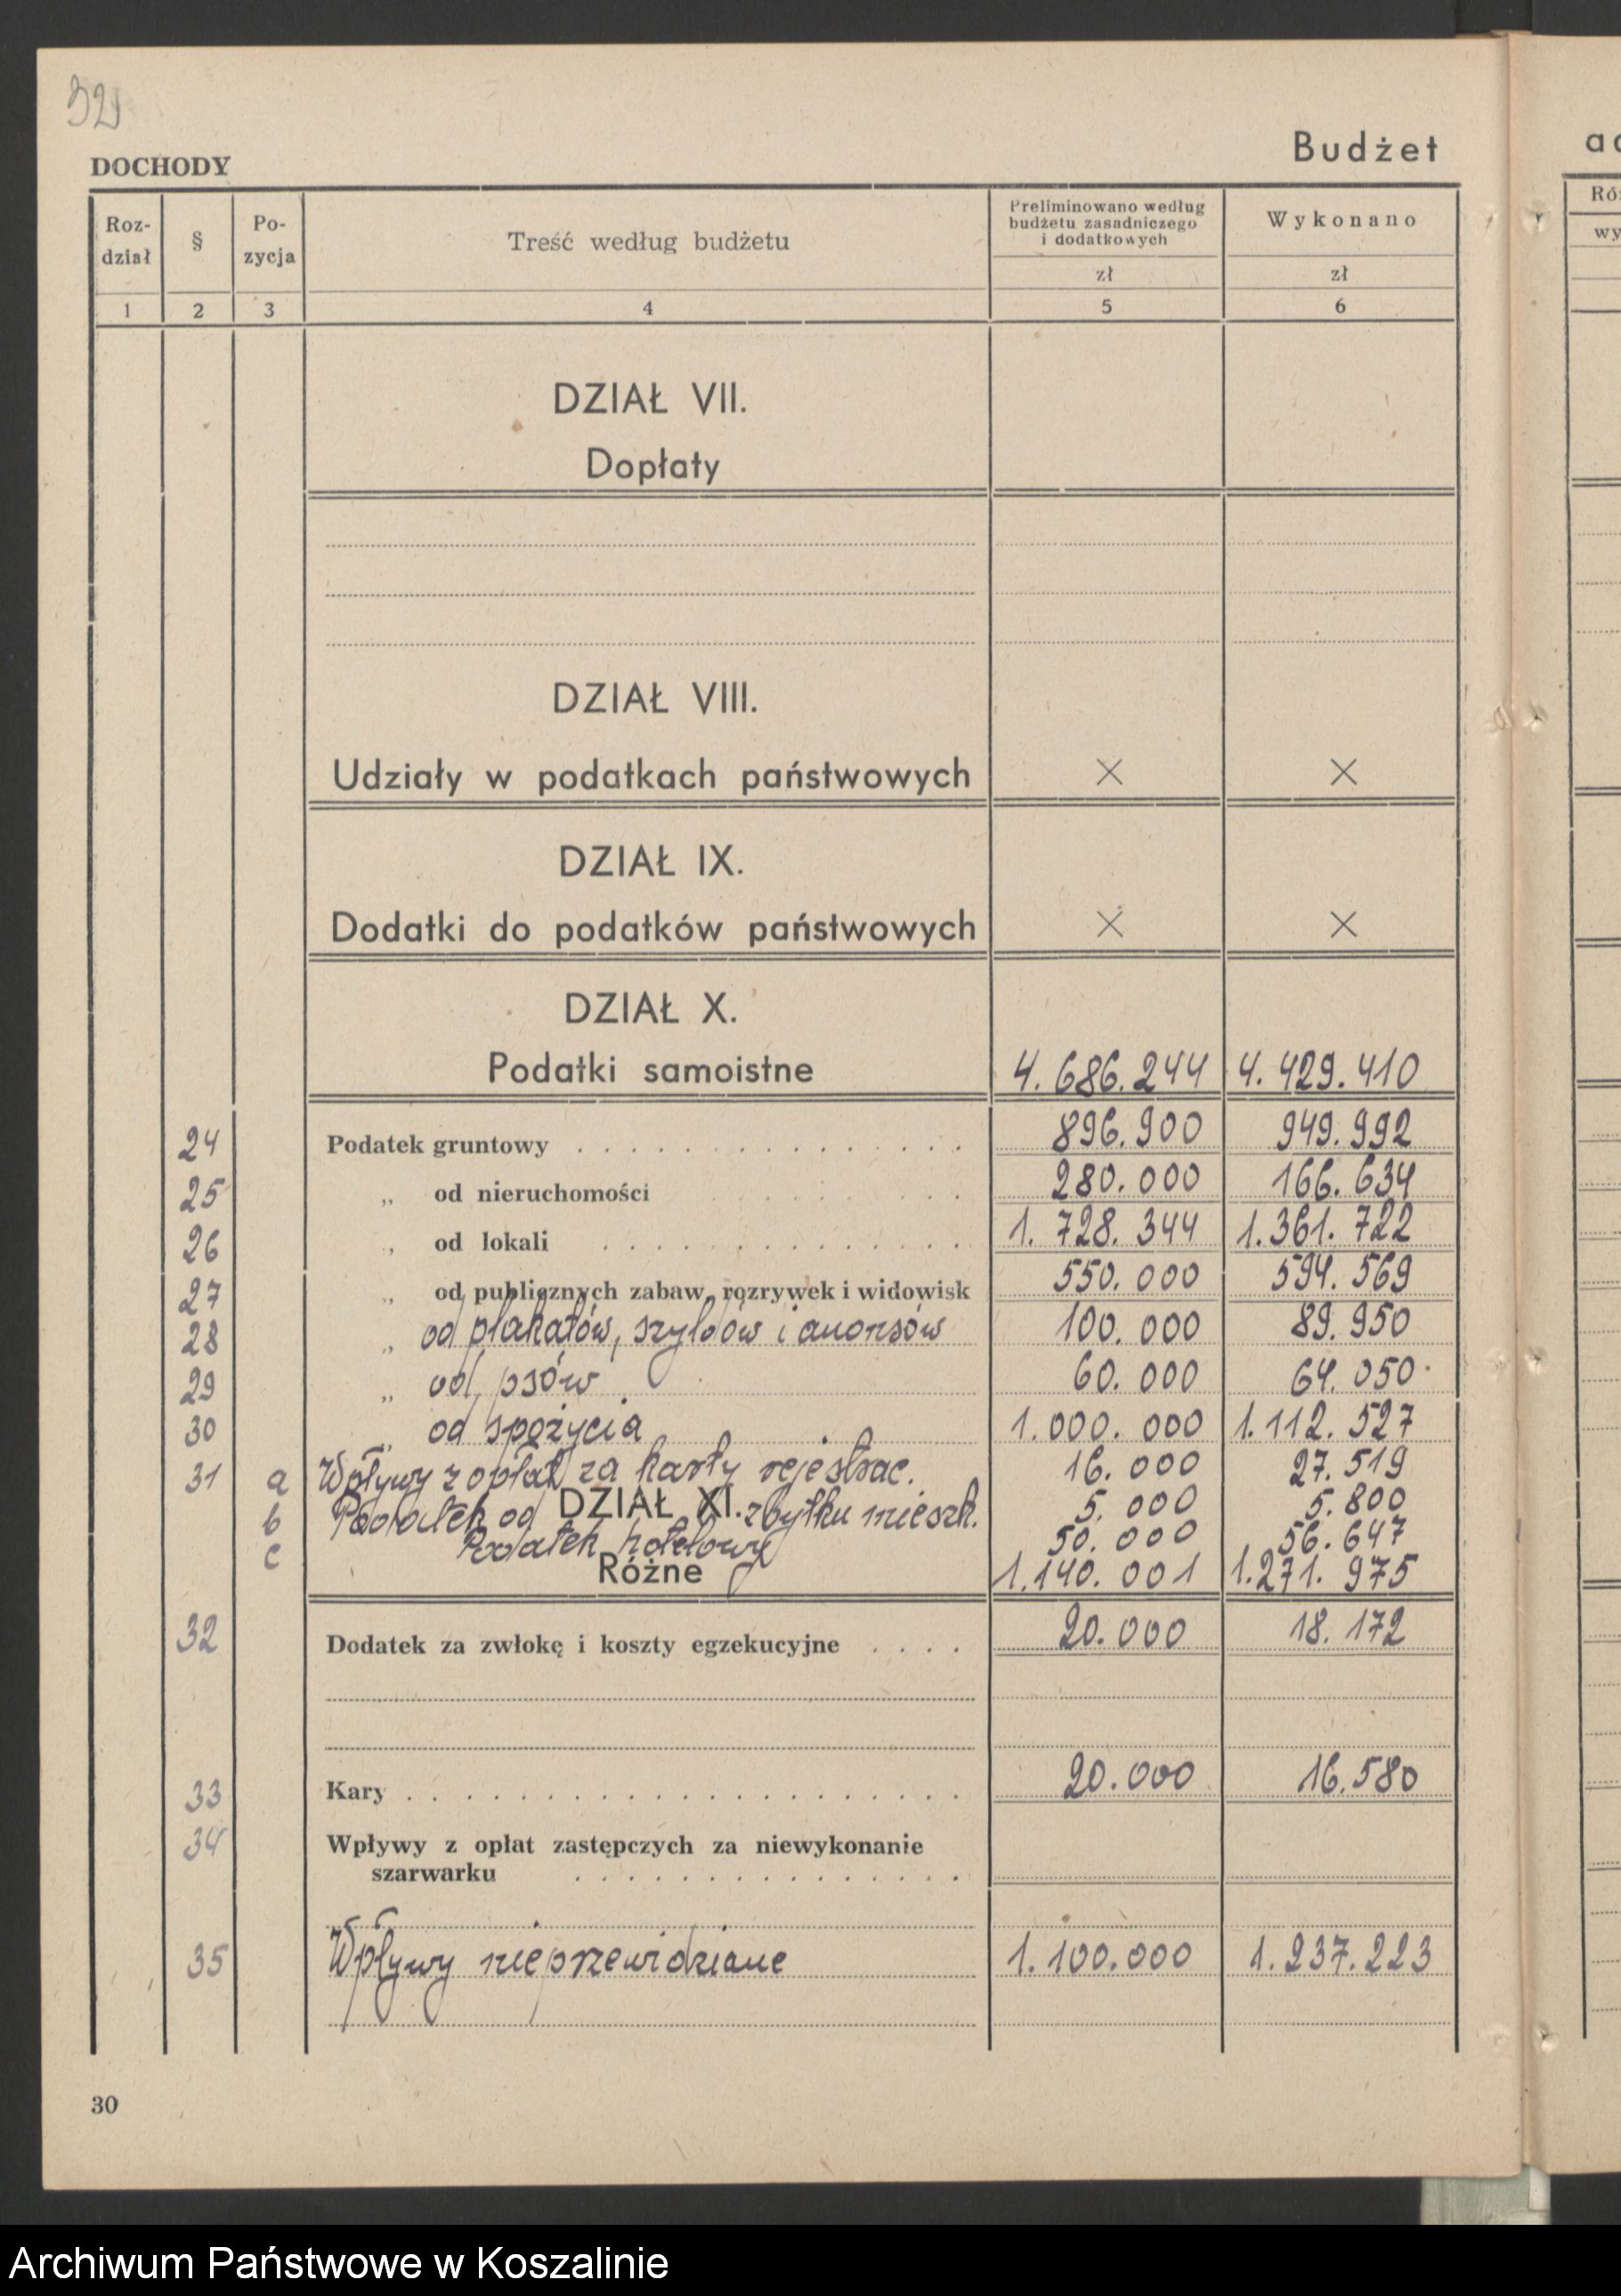 32
DOCHODY
Budżet
Roz-
dział
§
Po-
zycja
Treść według budżetu
Preliminowano według
budżetu zasadniczego
i dodatkowych
zł
Wykonano
zł
1 2 3 4 5 6
DZIAŁ VII.
Dopłaty
DZIAŁ VIII.
Udziały w podatkach państwowych × ×
DZIAŁ IX.
Dodatki do podatków państwowych × ×
DZIAŁ X.
Podatki samoistne 4.686.244 4.429.410
24 Podatek gruntowy . . . . . . . . . . . . . . . 896.900 949.992
25 „ od nieruchomości . . . . . . . . . . 280.000 166.634
26 „ od lokali . . . . . . . . . . . . . . 1.728.344 1.361.722
27 „ od publicznych zabaw, rozrywek i widowisk 550.000 594.569
28 „ od plakatów, szyldów i anonsów 100.000 89.950
29 „ od psów 60.000 64.050
30 „ od spożycia 1.000.000 1.112.527
31 a Wpływy z opłat za karty rejestrac. 16.000 27.519
b Podatek od zbytku mieszk. 5.000 5.800
DZIAŁ XI.
c Podatek hotelowy 50.000 56.647
Różne 1.140.001 1.271.975
32 Dodatek za zwłokę i koszty egzekucyjne . . . . 20.000 18.172
33 Kary . . . . . . . . . . . . . . . . . . . . . 20.000 16.580
34 Wpływy z opłat zastępczych za niewykonanie
szarwarku . . . . . . . . . . . . . . .
35 Wpływy nieprzewidziane 1.100.000 1.237.223
30
ad
Ró
wy
Archiwum Państwowe w Koszalinie